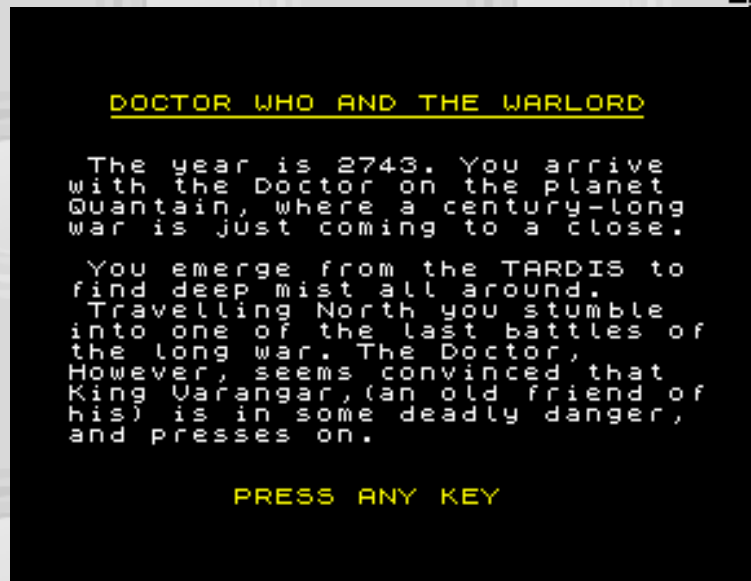 DOCTOR WHO AND THE WARLORD
The year is 2743. You arrive
with the Doctor on the planet
Quantain, where a century-long
war is just coming to a close.
You emerge from the TARDIS to
find deep mist all around.
Travelling North you stumble
into one of the last battles of
the long war. The Doctor,
However, seems convinced that
King Varangar,(an old friend of
his) is in some deadly danger,
and presses on.
PRESS ANY KEY